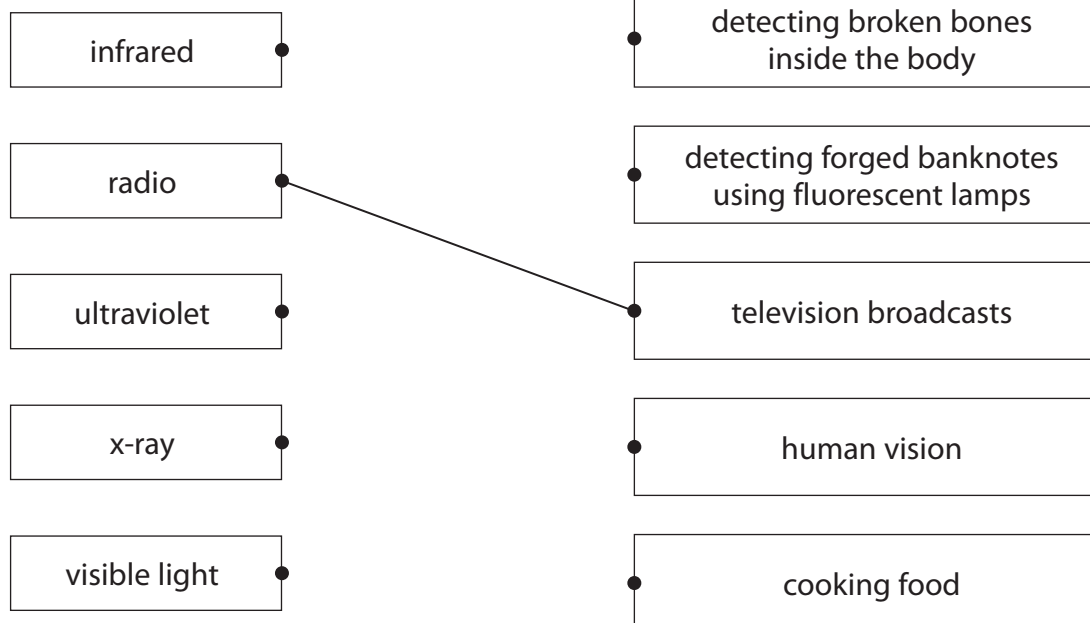 infrared
radio
ultraviolet
x-ray
visible light
detecting broken bones
inside the body
detecting forged banknotes
using fluorescent lamps
television broadcasts
human vision
cooking food